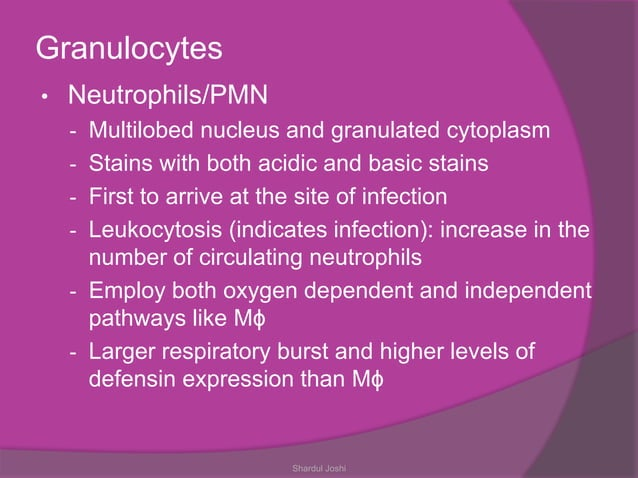 Granulocytes
• Neutrophils/PMN
- Multilobed nucleus and granulated cytoplasm
- Stains with both acidic and basic stains
- First to arrive at the site of infection
- Leukocytosis (indicates infection): increase in the
number of circulating neutrophils
- Employ both oxygen dependent and independent
pathways like Mϕ
- Larger respiratory burst and higher levels of
defensin expression than Mϕ
Shardul Joshi